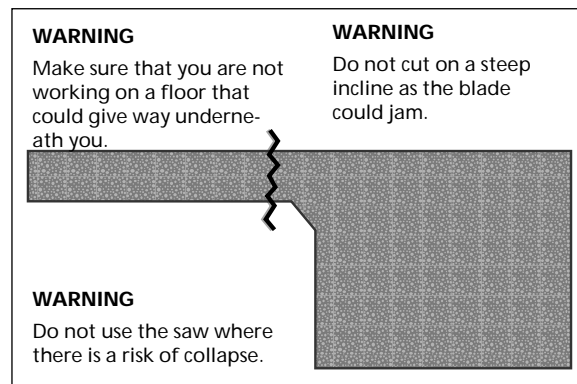 WARNING
Make sure that you are not
working on a floor that
could give way underne-
ath you.
WARNING
Do not cut on a steep
incline as the blade
could jam.
WARNING
Do not use the saw where
there is a risk of collapse.